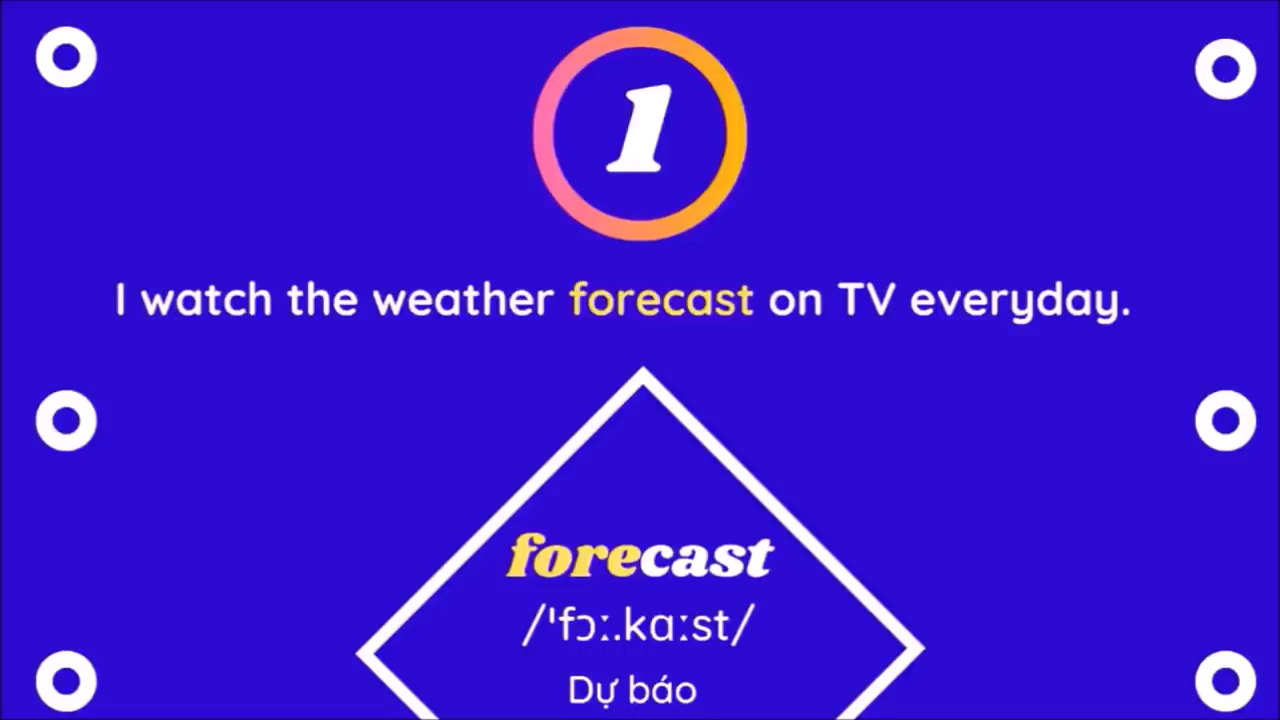 1
I watch the weather forecast on TV everyday.
forecast
/ˈfɔː.kɑːst/
Dự báo